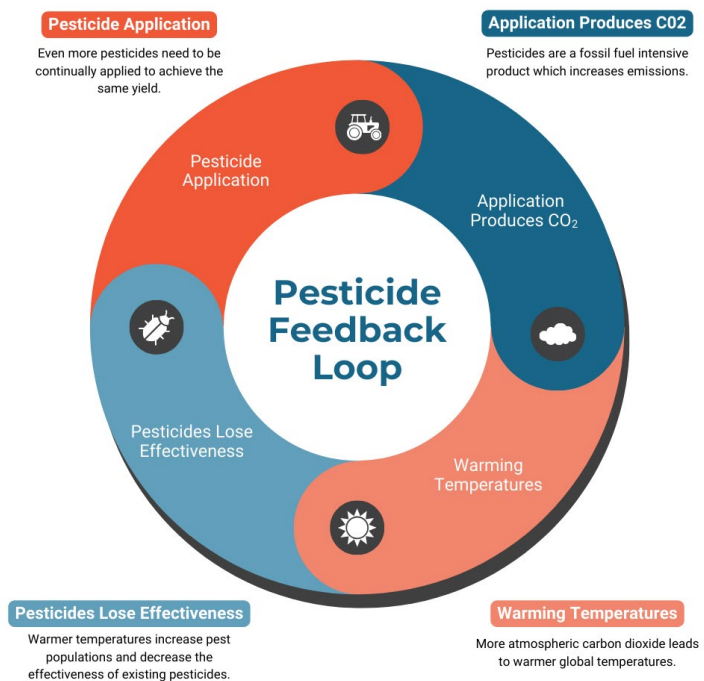 Pesticide Application
Even more pesticides need to be
continually applied to achieve the
same yield.
Application Produces C02
Pesticides are a fossil fuel intensive
product which increases emissions.
Pesticide
Application
Application
Produces CO₂
Pesticide
Feedback
Loop
Pesticides Lose
Effectiveness
Warming
Temperatures
Pesticides Lose Effectiveness
Warmer temperatures increase pest
populations and decrease the
effectiveness of existing pesticides.
Warming Temperatures
More atmospheric carbon dioxide leads
to warmer global temperatures.